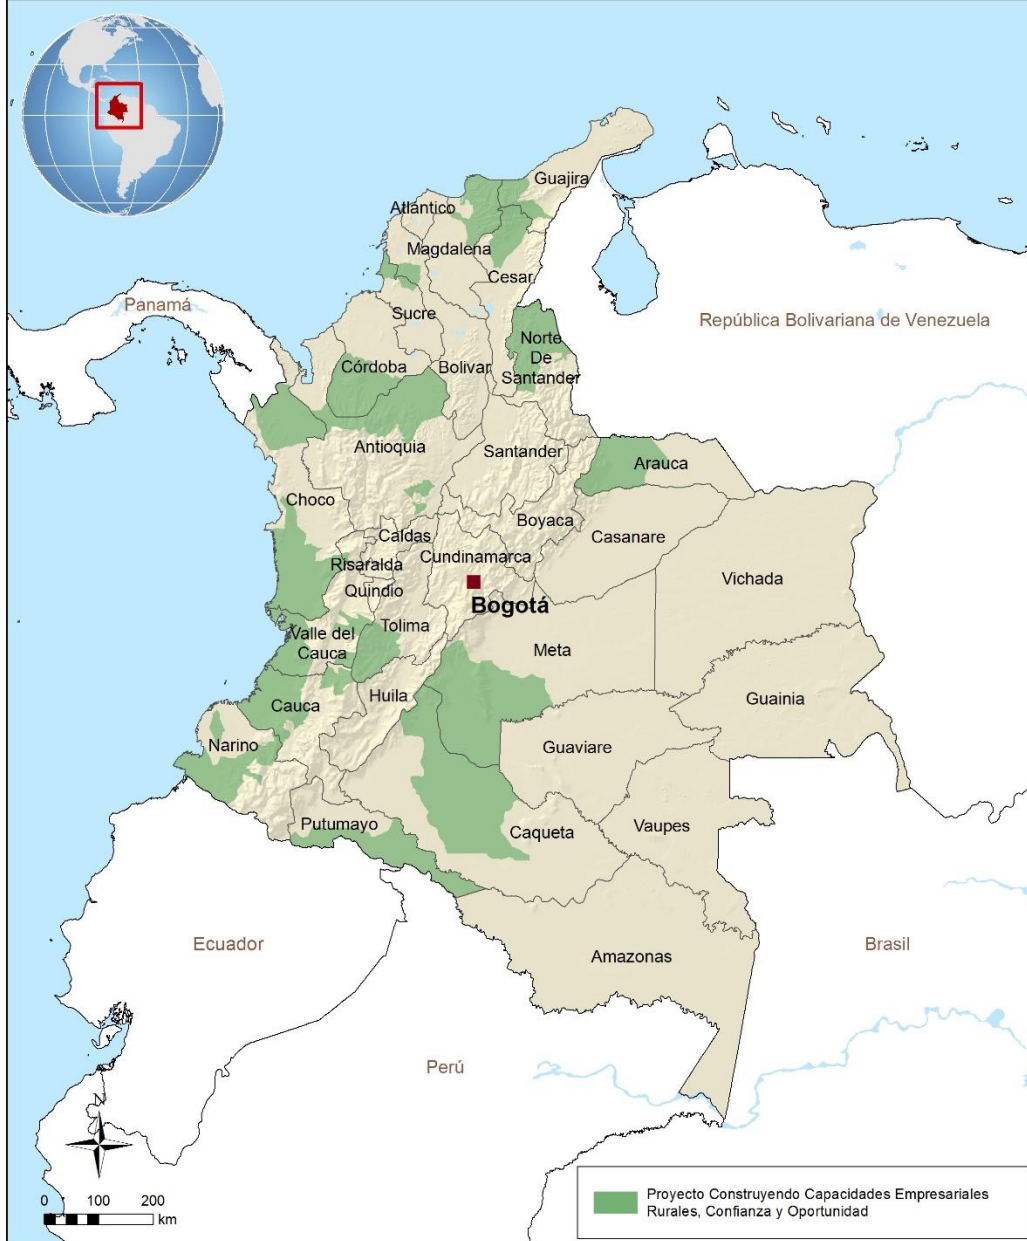 Guajira
Atlántico
Magdalena
Cesar
Panamá
Sucre
República Bolivariana de Venezuela
Norte
De
Santander
Córdoba
Bolivar
Antioquia
Santander
Arauca
Choco
Boyaca
Caldas
Casanare
Cundinamarca
Risaralda
Vichada
Quindio
Bogotá
Tolima
Valle del
Cauca
Meta
Huila
Guainia
Cauca
Narino
Guaviare
Putumayo
Caqueta
Vaupes
Ecuador
Brasil
Amazonas
Perú
N
0 100 200
km
Proyecto Construyendo Capacidades Empresariales
Rurales, Confianza y Oportunidad